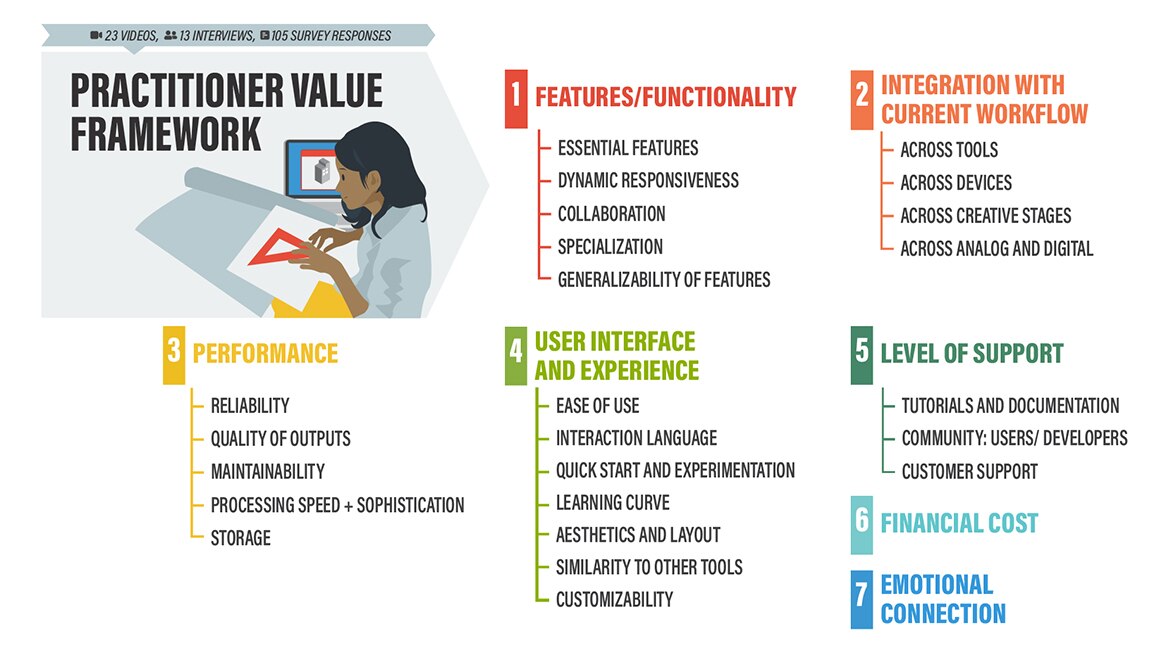 23 VIDEOS, 13 INTERVIEWS, 105 SURVEY RESPONSES
PRACTITIONER VALUE
FRAMEWORK
1
FEATURES/FUNCTIONALITY
ESSENTIAL FEATURES
DYNAMIC RESPONSIVENESS
COLLABORATION
SPECIALIZATION
GENERALIZABILITY OF FEATURES
2
INTEGRATION WITH
CURRENT WORKFLOW
ACROSS TOOLS
ACROSS DEVICES
ACROSS CREATIVE STAGES
ACROSS ANALOG AND DIGITAL
3
PERFORMANCE
RELIABILITY
QUALITY OF OUTPUTS
MAINTAINABILITY
PROCESSING SPEED + SOPHISTICATION
STORAGE
4
USER INTERFACE
AND EXPERIENCE
EASE OF USE
INTERACTION LANGUAGE
QUICK START AND EXPERIMENTATION
LEARNING CURVE
AESTHETICS AND LAYOUT
SIMILARITY TO OTHER TOOLS
CUSTOMIZABILITY
5
LEVEL OF SUPPORT
TUTORIALS AND DOCUMENTATION
COMMUNITY: USERS/ DEVELOPERS
CUSTOMER SUPPORT
6
FINANCIAL COST
7
EMOTIONAL
CONNECTION